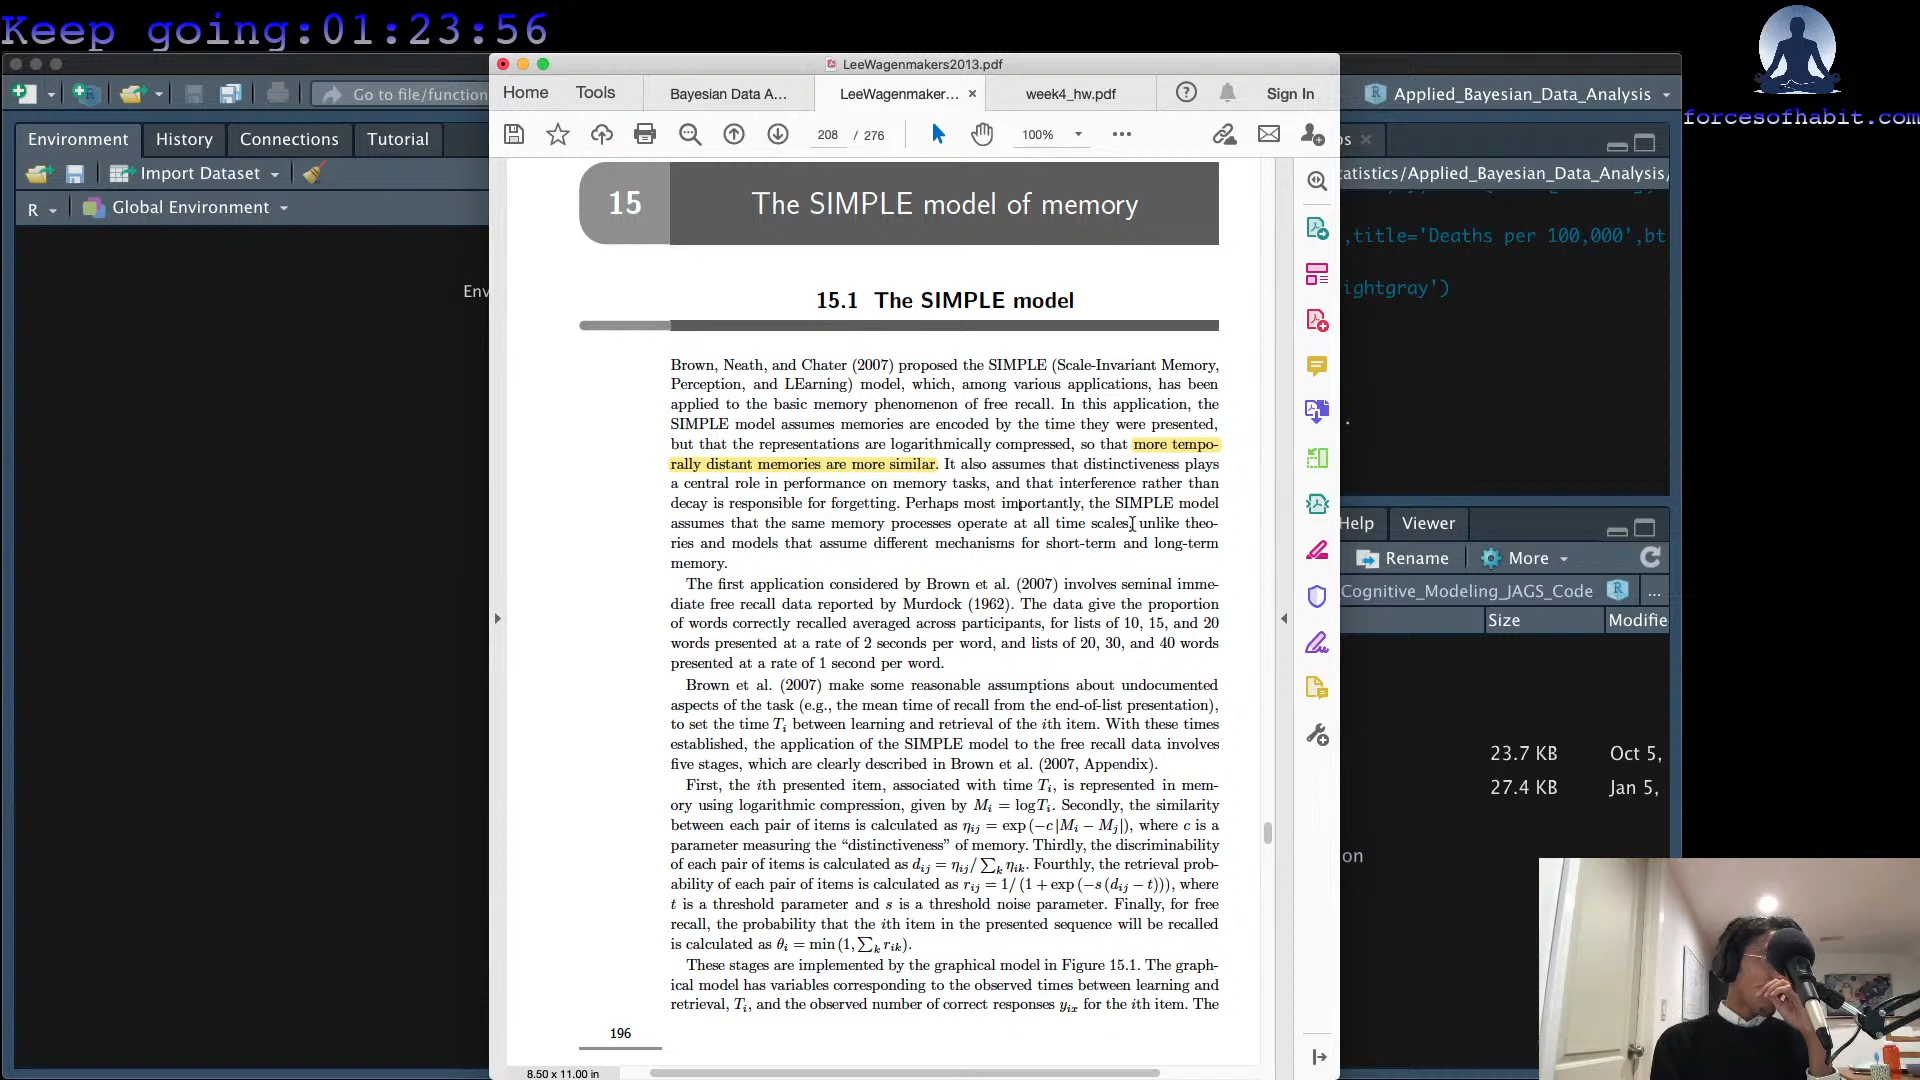 Keep going:01:23:56
forcesofhabit.com
LeeWagenmakers2013.pdf
Go to file/function
Home
Tools
Bayesian Data A...
LeeWagenmaker...
week4_hw.pdf
Sign In
Applied_Bayesian_Data_Analysis
Environment
History
Connections
Tutorial
208 / 276
100%
Import Dataset
atistics/Applied_Bayesian_Data_Analysis/
R
Global Environment
Env
,title='Deaths per 100,000',bt
ightgray')
15
The SIMPLE model of memory
15.1 The SIMPLE model
Brown, Neath, and Chater (2007) proposed the SIMPLE (Scale-Invariant Memory,
Perception, and LEarning) model, which, among various applications, has been
applied to the basic memory phenomenon of free recall. In this application, the
SIMPLE model assumes memories are encoded by the time they were presented,
but that the representations are logarithmically compressed, so that more tempo-
rally distant memories are more similar. It also assumes that distinctiveness plays
a central role in performance on memory tasks, and that interference rather than
decay is responsible for forgetting. Perhaps most importantly, the SIMPLE model
assumes that the same memory processes operate at all time scales, unlike theo-
ries and models that assume different mechanisms for short-term and long-term
memory.
The first application considered by Brown et al. (2007) involves seminal imme-
diate free recall data reported by Murdock (1962). The data give the proportion
of words correctly recalled averaged across participants, for lists of 10, 15, and 20
words presented at a rate of 2 seconds per word, and lists of 20, 30, and 40 words
presented at a rate of 1 second per word.
Brown et al. (2007) make some reasonable assumptions about undocumented
aspects of the task (e.g., the mean time of recall from the end-of-list presentation),
to set the time Tᵢ between learning and retrieval of the ith item. With these times
established, the application of the SIMPLE model to the free recall data involves
five stages, which are clearly described in Brown et al. (2007, Appendix).
First, the ith presented item, associated with time Tᵢ, is represented in mem-
ory using logarithmic compression, given by Mᵢ = log Tᵢ. Secondly, the similarity
between each pair of items is calculated as ηᵢⱼ = exp (−c |Mᵢ − Mⱼ|), where c is a
parameter measuring the “distinctiveness” of memory. Thirdly, the discriminability
of each pair of items is calculated as dᵢⱼ = ηᵢⱼ/ ∑ₖ ηᵢₖ. Fourthly, the retrieval prob-
ability of each pair of items is calculated as rᵢⱼ = 1/ (1 + exp (−s (dᵢⱼ − t))), where
t is a threshold parameter and s is a threshold noise parameter. Finally, for free
recall, the probability that the ith item in the presented sequence will be recalled
is calculated as θᵢ = min (1, ∑ₖ rᵢₖ).
These stages are implemented by the graphical model in Figure 15.1. The graph-
ical model has variables corresponding to the observed times between learning and
retrieval, Tᵢ, and the observed number of correct responses yᵢₓ for the ith item. The
196
8.50 x 11.00 in
Help
Viewer
Rename
More
Cognitive_Modeling_JAGS_Code
...
Size
Modifie
23.7 KB
Oct 5,
27.4 KB
Jan 5,
ion